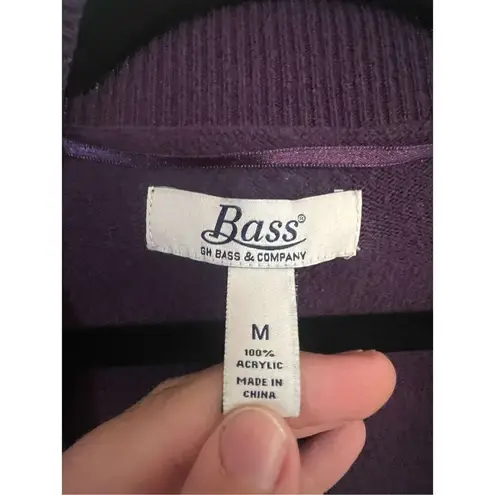 Bass®
GH BASS & COMPANY
M
100%
ACRYLIC
MADE IN
CHINA